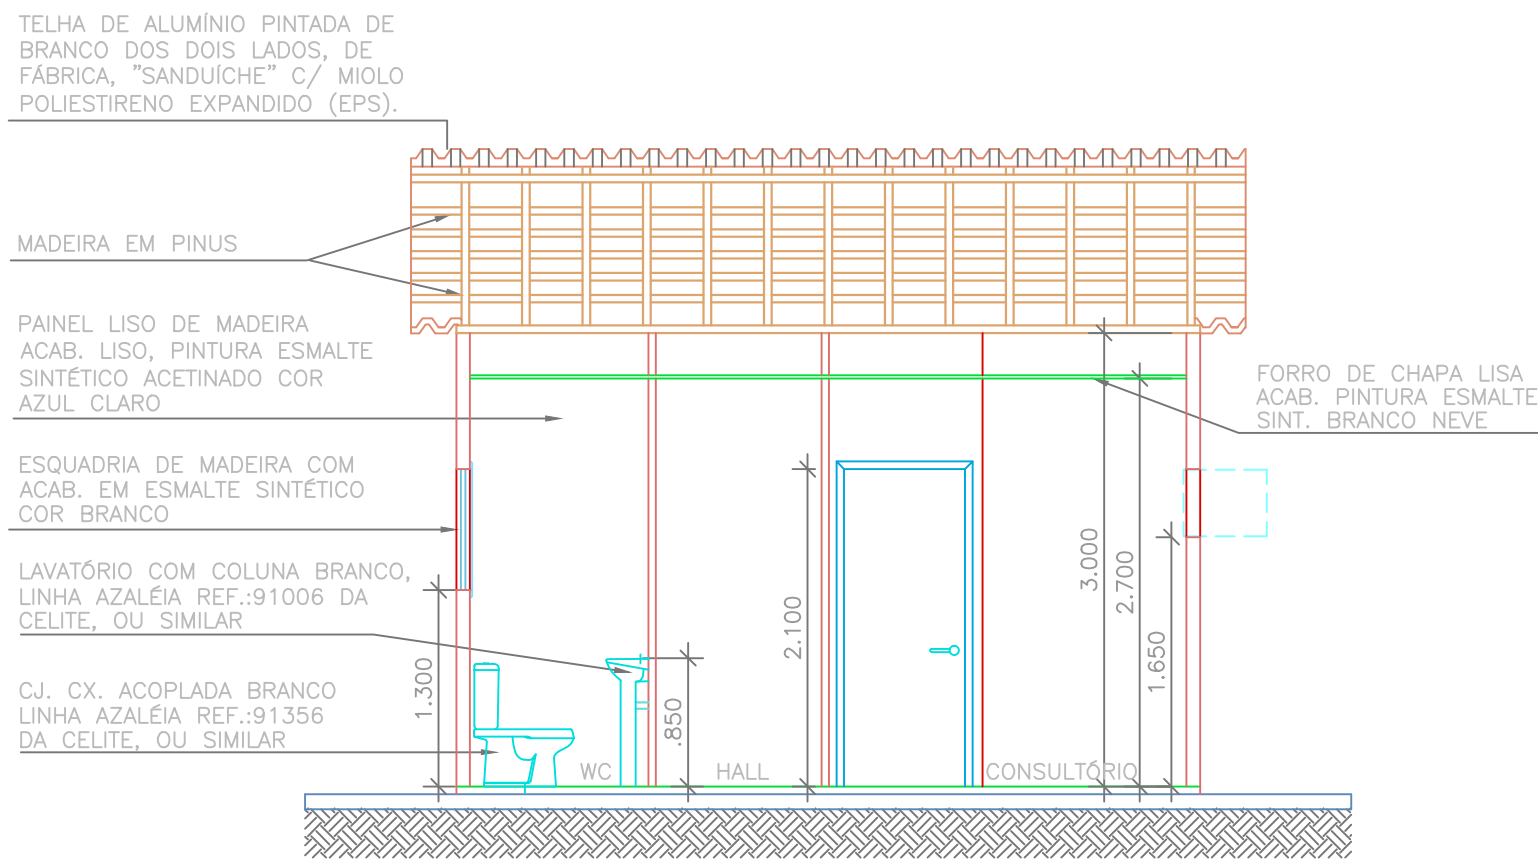 TELHA DE ALUMÍNIO PINTADA DE
BRANCO DOS DOIS LADOS, DE
FÁBRICA, "SANDUÍCHE" C/ MIOLO
POLIESTIRENO EXPANDIDO (EPS).
MADEIRA EM PINUS
PAINEL LISO DE MADEIRA
ACAB. LISO, PINTURA ESMALTE
SINTÉTICO ACETINADO COR
AZUL CLARO
FORRO DE CHAPA LISA
ACAB. PINTURA ESMALTE
SINT. BRANCO NEVE
ESQUADRIA DE MADEIRA COM
ACAB. EM ESMALTE SINTÉTICO
COR BRANCO
LAVATÓRIO COM COLUNA BRANCO,
LINHA AZALÉIA REF.:91006 DA
CELITE, OU SIMILAR
CJ. CX. ACOPLADA BRANCO
LINHA AZALÉIA REF.:91356
DA CELITE, OU SIMILAR
1.300
.850
2.100
3.000
2.700
1.650
WC
HALL
CONSULTÓRIO